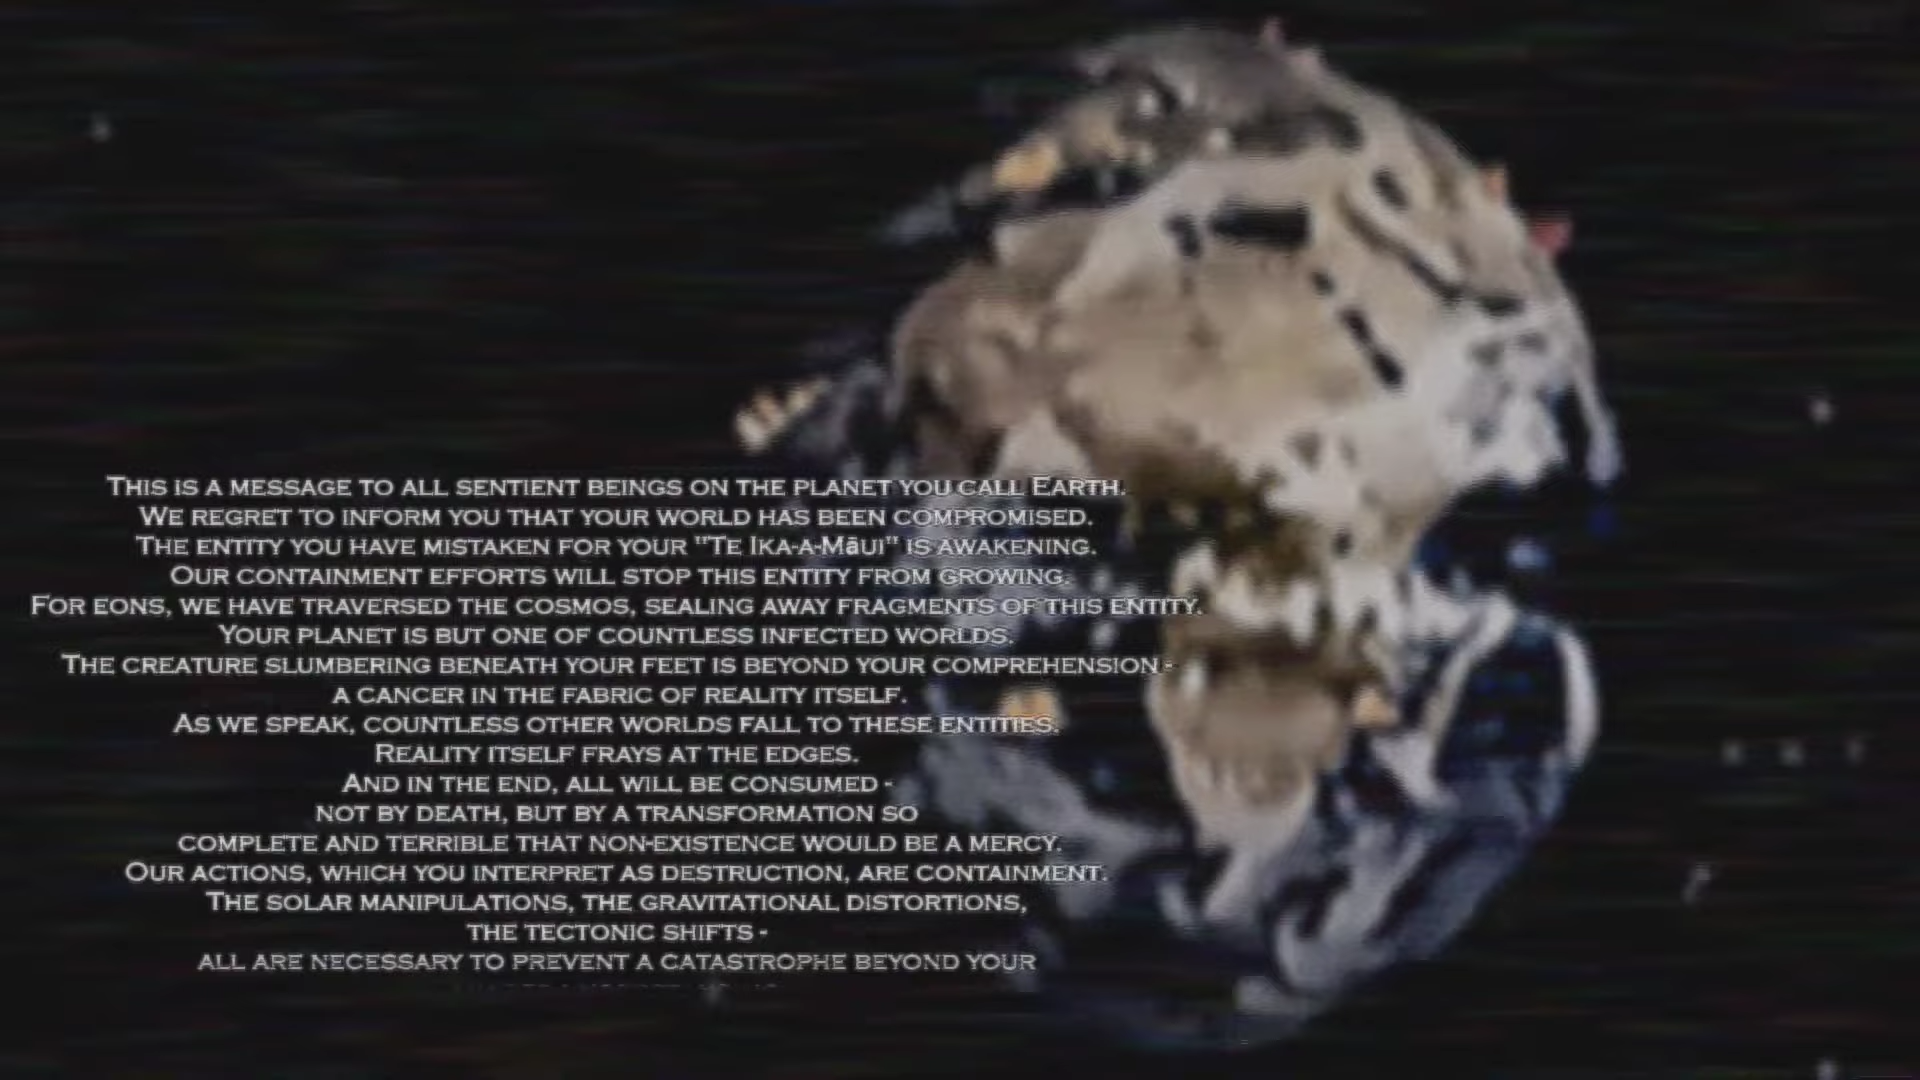 This is a message to all sentient beings on the planet you call Earth.
We regret to inform you that your world has been compromised.
The entity you have mistaken for your "Te Ika-a-Māui" is awakening.
Our containment efforts will stop this entity from growing.
For eons, we have traversed the cosmos, sealing away fragments of this entity.
Your planet is but one of countless infected worlds.
The creature slumbering beneath your feet is beyond your comprehension -
a cancer in the fabric of reality itself.
As we speak, countless other worlds fall to these entities.
Reality itself frays at the edges.
And in the end, all will be consumed -
not by death, but by a transformation so
complete and terrible that non-existence would be a mercy.
Our actions, which you interpret as destruction, are containment.
The solar manipulations, the gravitational distortions,
the tectonic shifts -
all are necessary to prevent a catastrophe beyond your